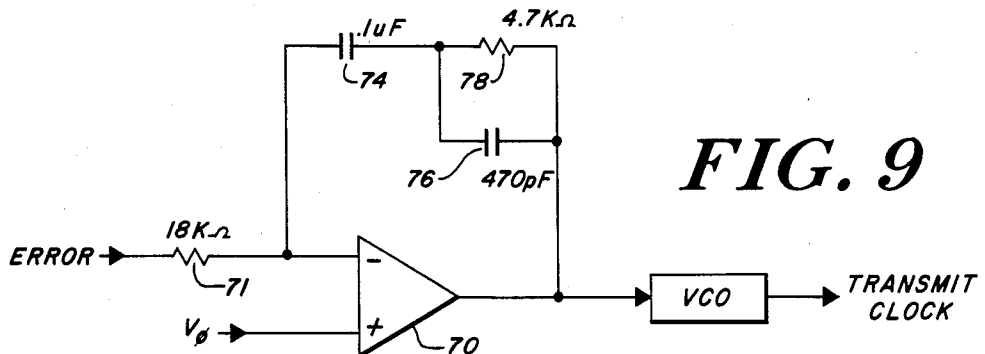 4.7KΩ
.1uF
74
78
76
470pF
FIG. 9
18KΩ
ERROR
71
-
VCO
TRANSMIT
CLOCK
Vø
+
70